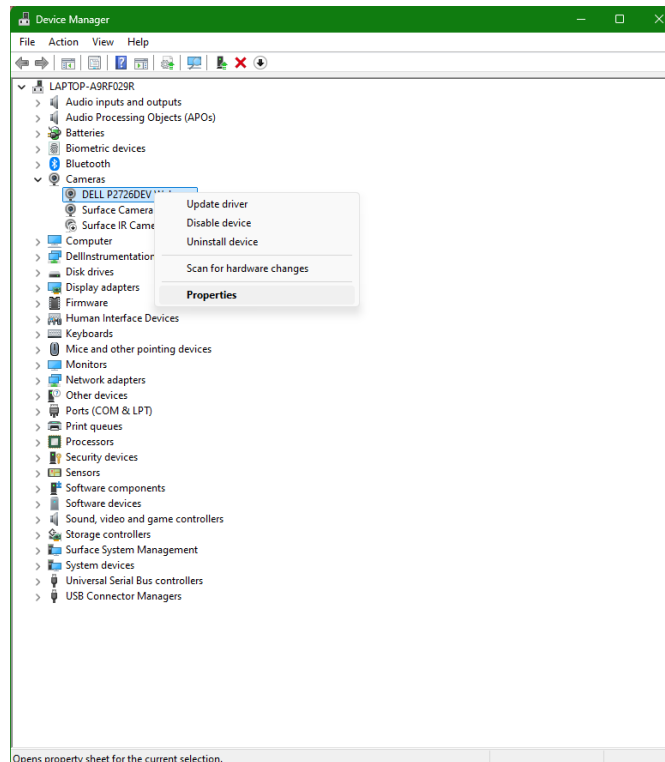 Device Manager
File Action View Help
LAPTOP-A9RF029R
Audio inputs and outputs
Audio Processing Objects (APOs)
Batteries
Biometric devices
Bluetooth
Cameras
DELL P2726DEV
Surface Camera
Surface IR Came
Update driver
Disable device
Uninstall device
Scan for hardware changes
Properties
Computer
DellInstrumentation
Disk drives
Display adapters
Firmware
Human Interface Devices
Keyboards
Mice and other pointing devices
Monitors
Network adapters
Other devices
Ports (COM & LPT)
Print queues
Processors
Security devices
Sensors
Software components
Software devices
Sound, video and game controllers
Storage controllers
Surface System Management
System devices
Universal Serial Bus controllers
USB Connector Managers
Opens property sheet for the current selection.